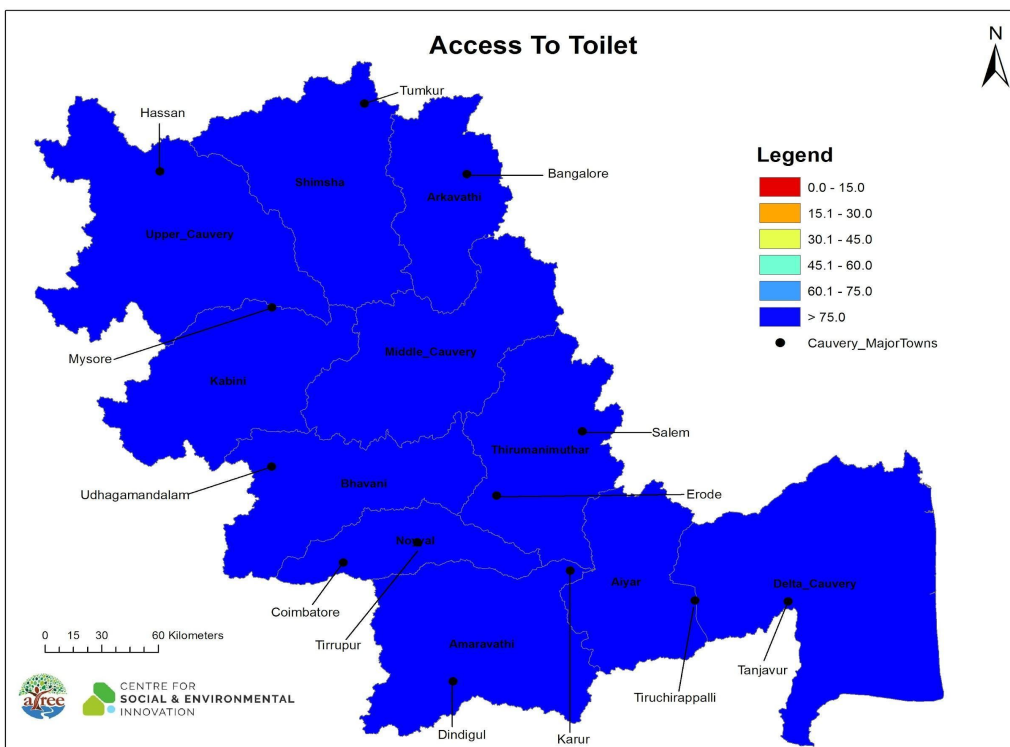 Access To Toilet
N
Tumkur
Hassan
Bangalore
Shimsha
Arkavathi
Upper_Cauvery
Legend
0.0 - 15.0
15.1 - 30.0
30.1 - 45.0
45.1 - 60.0
60.1 - 75.0
> 75.0
Cauvery_MajorTowns
Mysore
Middle_Cauvery
Kabini
Salem
Thirumanimuthar
Udhagamandalam
Bhavani
Erode
Noyyal
Aiyar
Delta_Cauvery
Coimbatore
Tirrupur
Amaravathi
0 15 30 60 Kilometers
Tiruchirappalli
Tanjavur
Dindigul
Karur
atree
CENTRE FOR
SOCIAL & ENVIRONMENTAL
INNOVATION